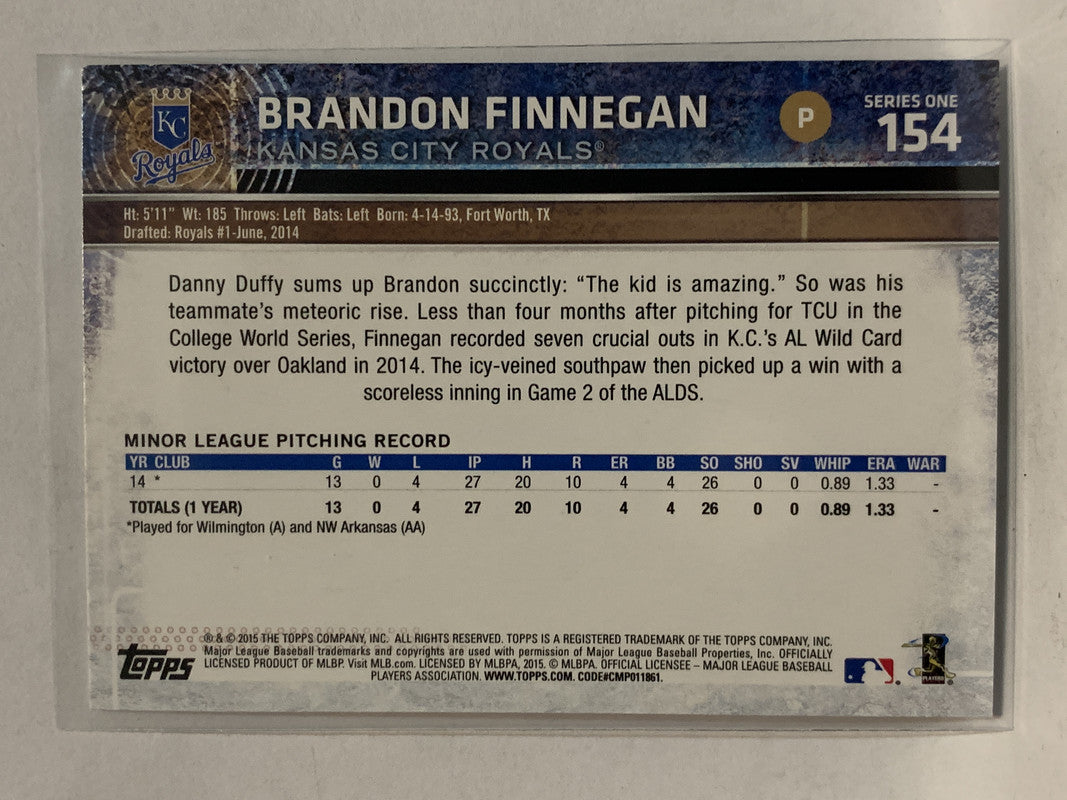 KC
Royals
BRANDON FINNEGAN
KANSAS CITY ROYALS®
P
SERIES ONE
154
Ht: 5'11" Wt: 185 Throws: Left Bats: Left Born: 4-14-93, Fort Worth, TX
Drafted: Royals #1-June, 2014
Danny Duffy sums up Brandon succinctly: “The kid is amazing.” So was his
teammate’s meteoric rise. Less than four months after pitching for TCU in the
College World Series, Finnegan recorded seven crucial outs in K.C.’s AL Wild Card
victory over Oakland in 2014. The icy-veined southpaw then picked up a win with a
scoreless inning in Game 2 of the ALDS.
MINOR LEAGUE PITCHING RECORD
YR CLUB G W L IP H R ER BB SO SHO SV WHIP ERA WAR
14 * 13 0 4 27 20 10 4 4 26 0 0 0.89 1.33 -
TOTALS (1 YEAR) 13 0 4 27 20 10 4 4 26 0 0 0.89 1.33 -
*Played for Wilmington (A) and NW Arkansas (AA)
® & © 2015 THE TOPPS COMPANY, INC. ALL RIGHTS RESERVED. TOPPS IS A REGISTERED TRADEMARK OF THE TOPPS COMPANY, INC.
Major League Baseball trademarks and copyrights are used with permission of Major League Baseball Properties, Inc. OFFICIALLY
LICENSED PRODUCT OF MLBP. Visit MLB.com. LICENSED BY MLBPA, 2015. © MLBPA. OFFICIAL LICENSEE – MAJOR LEAGUE BASEBALL
PLAYERS ASSOCIATION. WWW.TOPPS.COM. CODE#CMP011861.
topps
PLAYERS